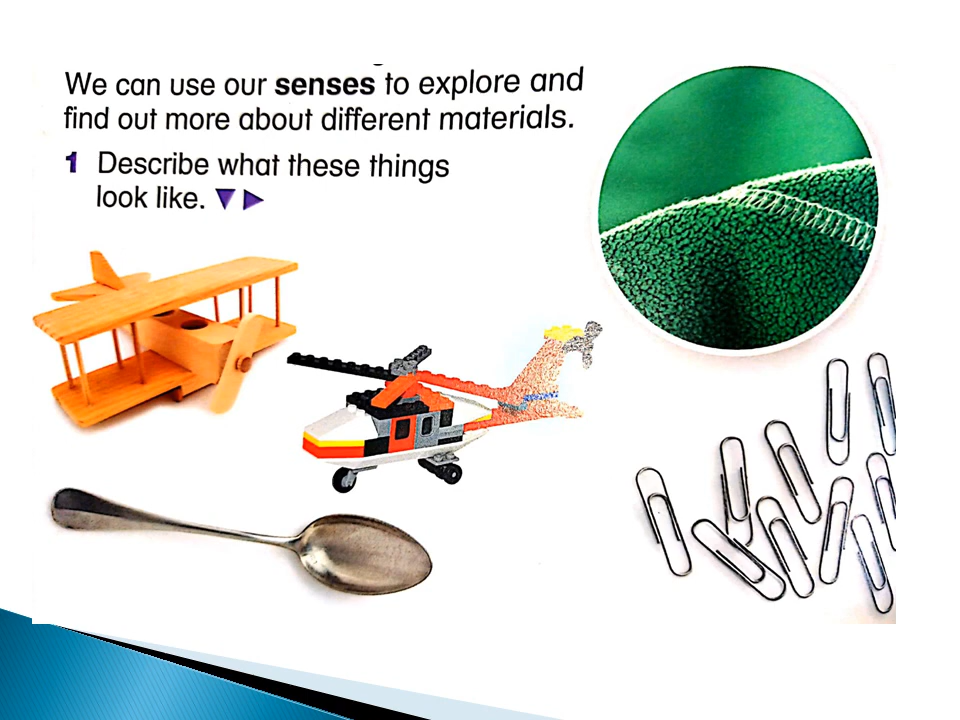 We can use our senses to explore and
find out more about different materials.
1 Describe what these things
look like. ▼ ►